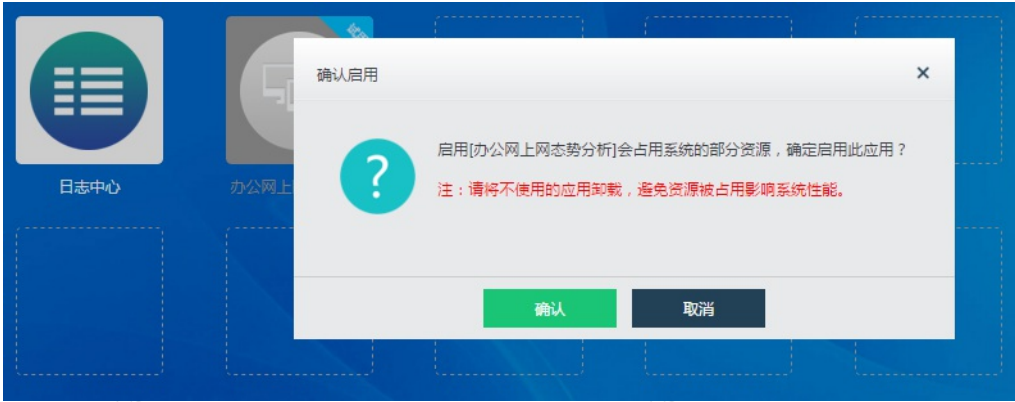 试用
确认启用
×
启用[办公网上网态势分析]会占用系统的部分资源，确定启用此应用？
?
注：请将不使用的应用卸载，避免资源被占用影响系统性能。
日志中心
办公网上
确认
取消